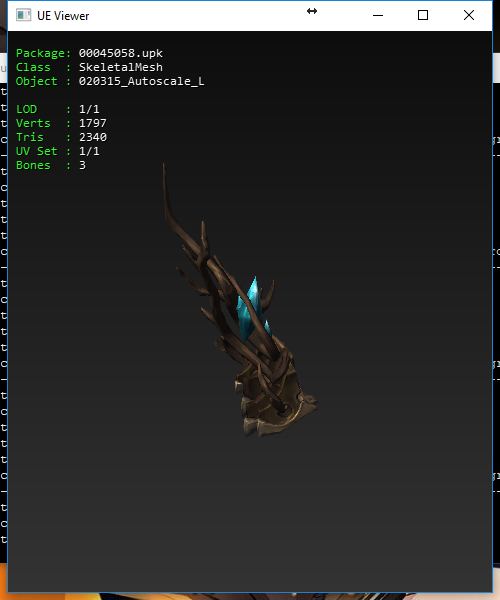 UE Viewer
Package: 00045058.upk
Class : SkeletalMesh
Object : 020315_Autoscale_L
LOD : 1/1
Verts : 1797
Tris : 2340
UV Set : 1/1
Bones : 3